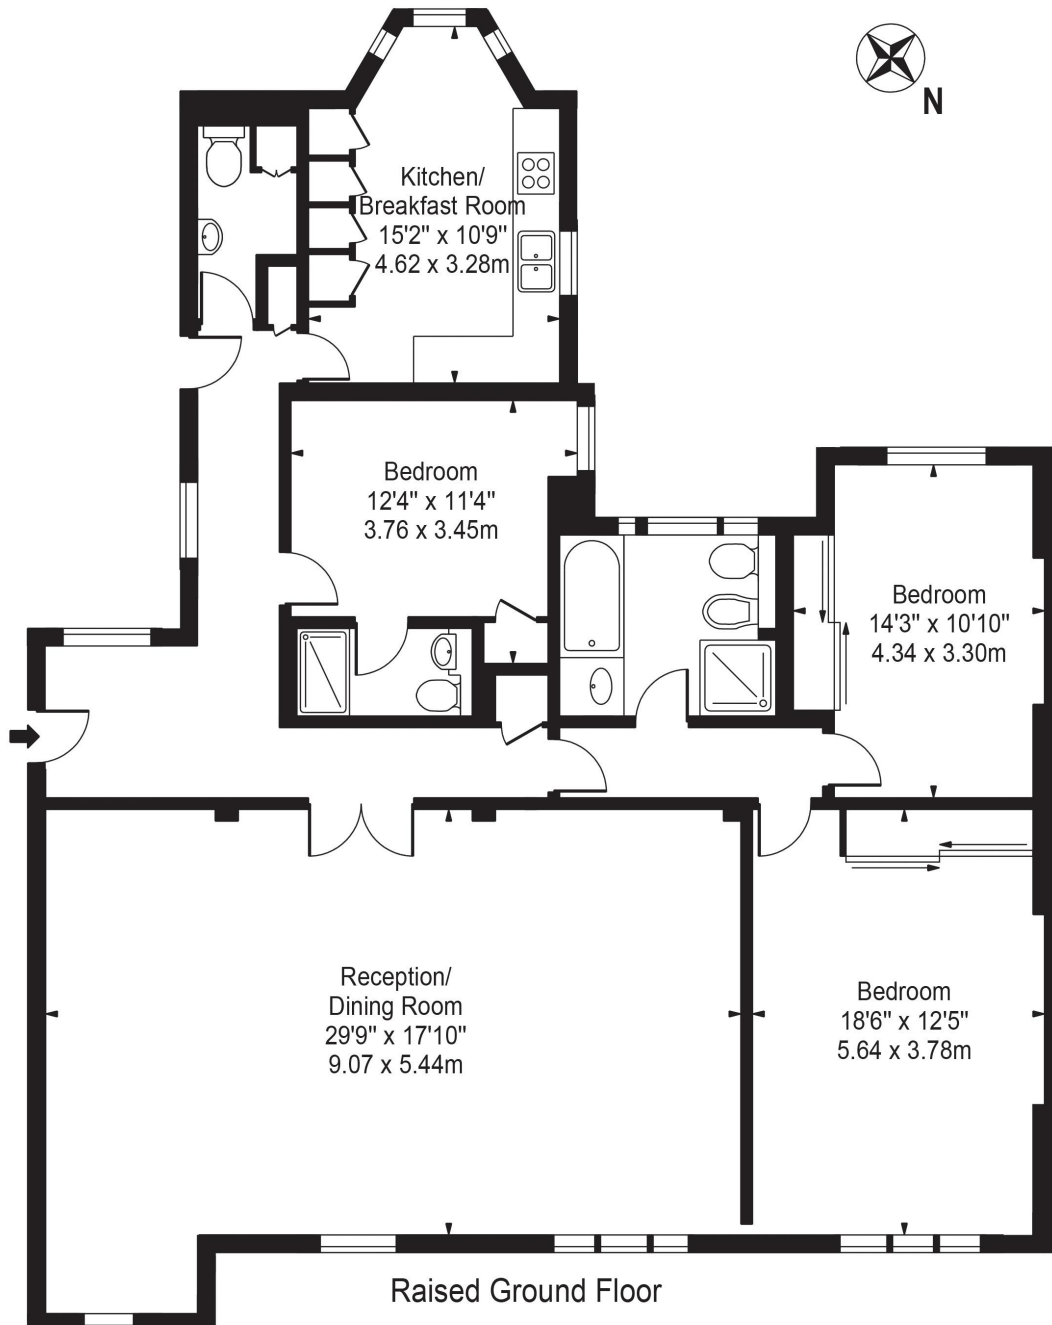 N
Kitchen/
Breakfast Room
15'2" x 10'9"
4.62 x 3.28m
Bedroom
12'4" x 11'4"
3.76 x 3.45m
Bedroom
14'3" x 10'10"
4.34 x 3.30m
Reception/
Dining Room
29'9" x 17'10"
9.07 x 5.44m
Bedroom
18'6" x 12'5"
5.64 x 3.78m
Raised Ground Floor